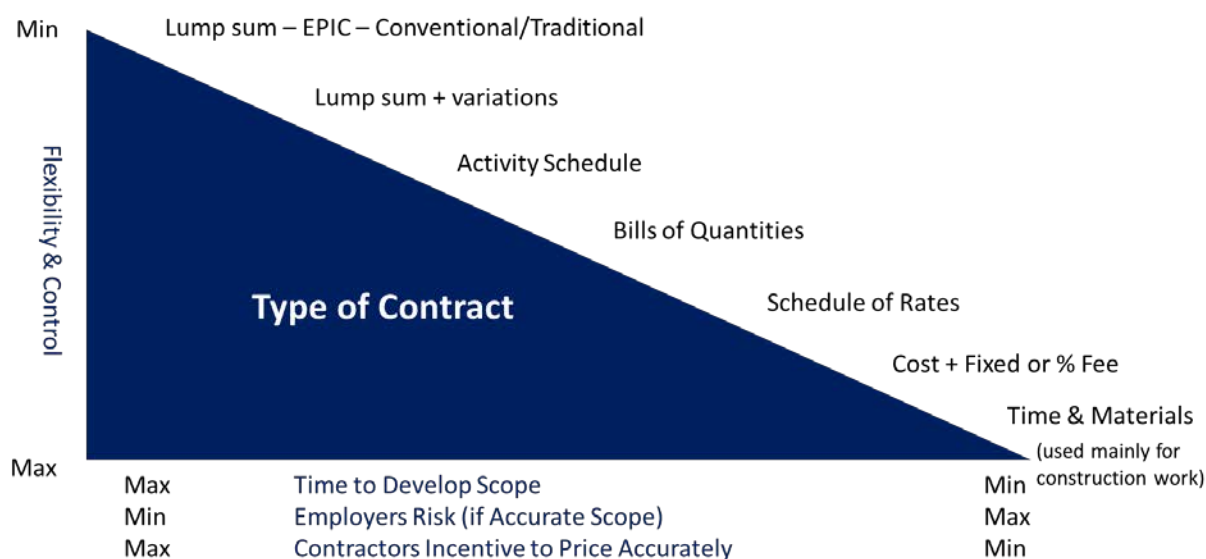 Min
Lump sum – EPIC – Conventional/Traditional
Lump sum + variations
Activity Schedule
Bills of Quantities
Schedule of Rates
Cost + Fixed or % Fee
Time & Materials
(used mainly for
construction work)
Flexibility & Control
Type of Contract
Max
Max Time to Develop Scope Min
Min Employers Risk (if Accurate Scope) Max
Max Contractors Incentive to Price Accurately Min